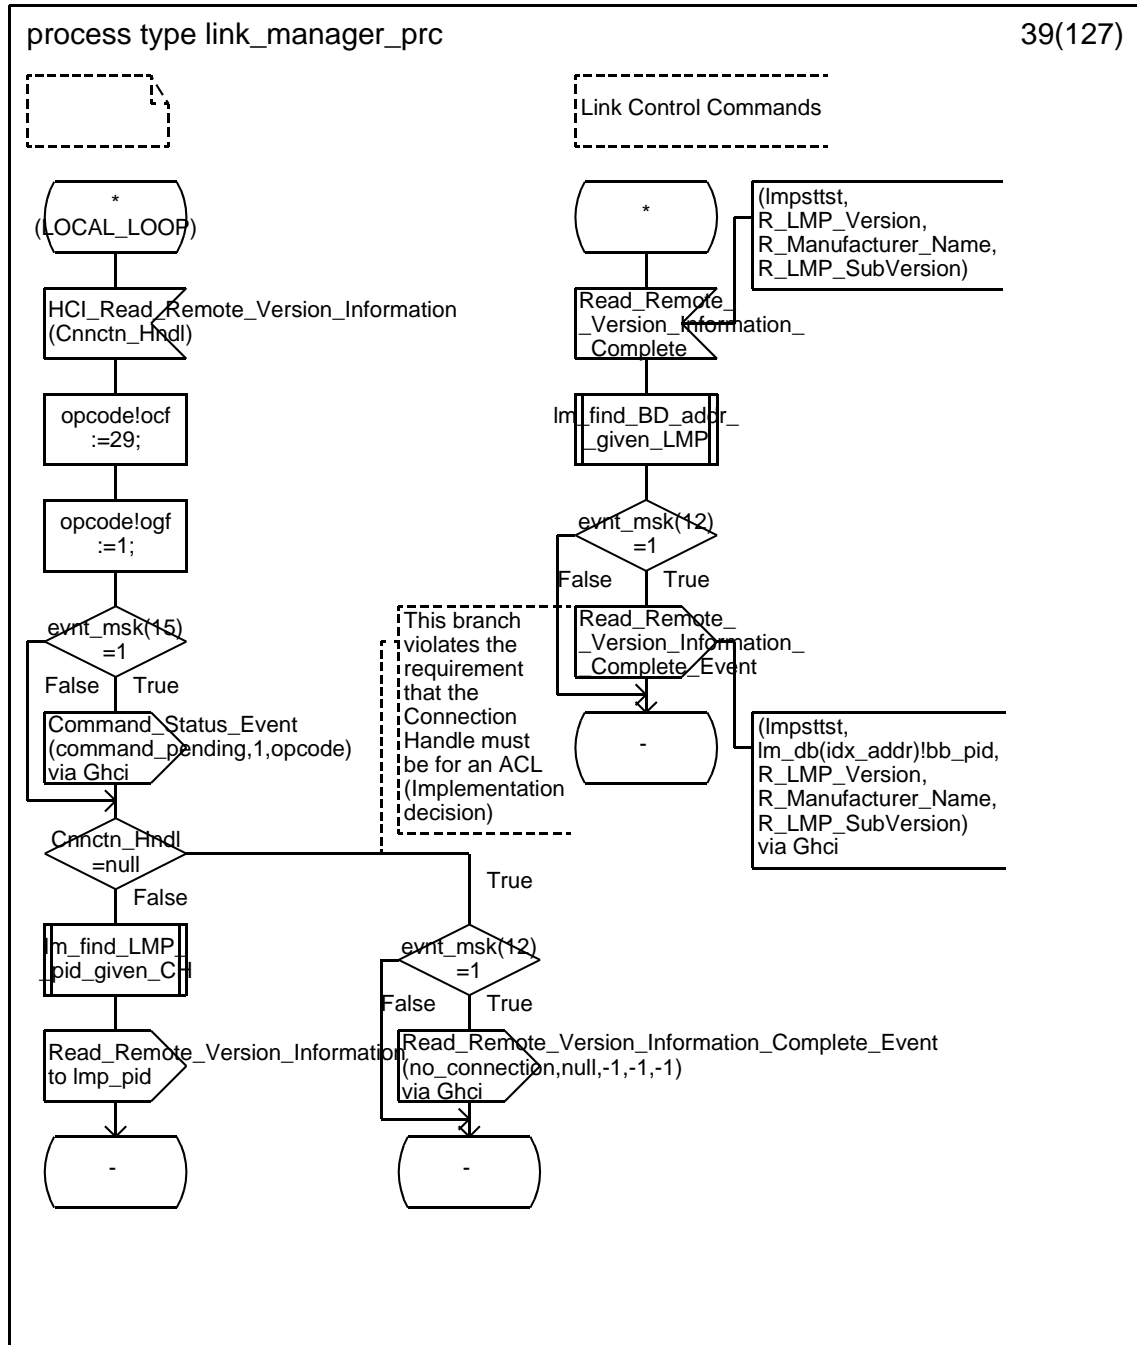 process type link_manager_prc
39(127)
Link Control Commands
*
(LOCAL_LOOP)
HCI_Read_Remote_Version_Information
(Cnnctn_Hndl)
opcode!ocf
:=29;
opcode!ogf
:=1;
evnt_msk(15)
=1
False
True
Command_Status_Event
(command_pending,1,opcode)
via Ghci
Cnnctn_Hndl
=null
False
True
lm_find_LMP_
_pid_given_CH
Read_Remote_Version_Information
to lmp_pid
-
This branch
violates the
requirement
that the
Connection
Handle must
be for an ACL
(Implementation
decision)
evnt_msk(12)
=1
False
True
Read_Remote_Version_Information_Complete_Event
(no_connection,null,-1,-1,-1)
via Ghci
-
*
(lmpsttst,
R_LMP_Version,
R_Manufacturer_Name,
R_LMP_SubVersion)
Read_Remote_
_Version_Information_
_Complete
lm_find_BD_addr_
_given_LMP
evnt_msk(12)
=1
False
True
Read_Remote_
_Version_Information_
_Complete_Event
-
(lmpsttst,
lm_db(idx_addr)!bb_pid,
R_LMP_Version,
R_Manufacturer_Name,
R_LMP_SubVersion)
via Ghci